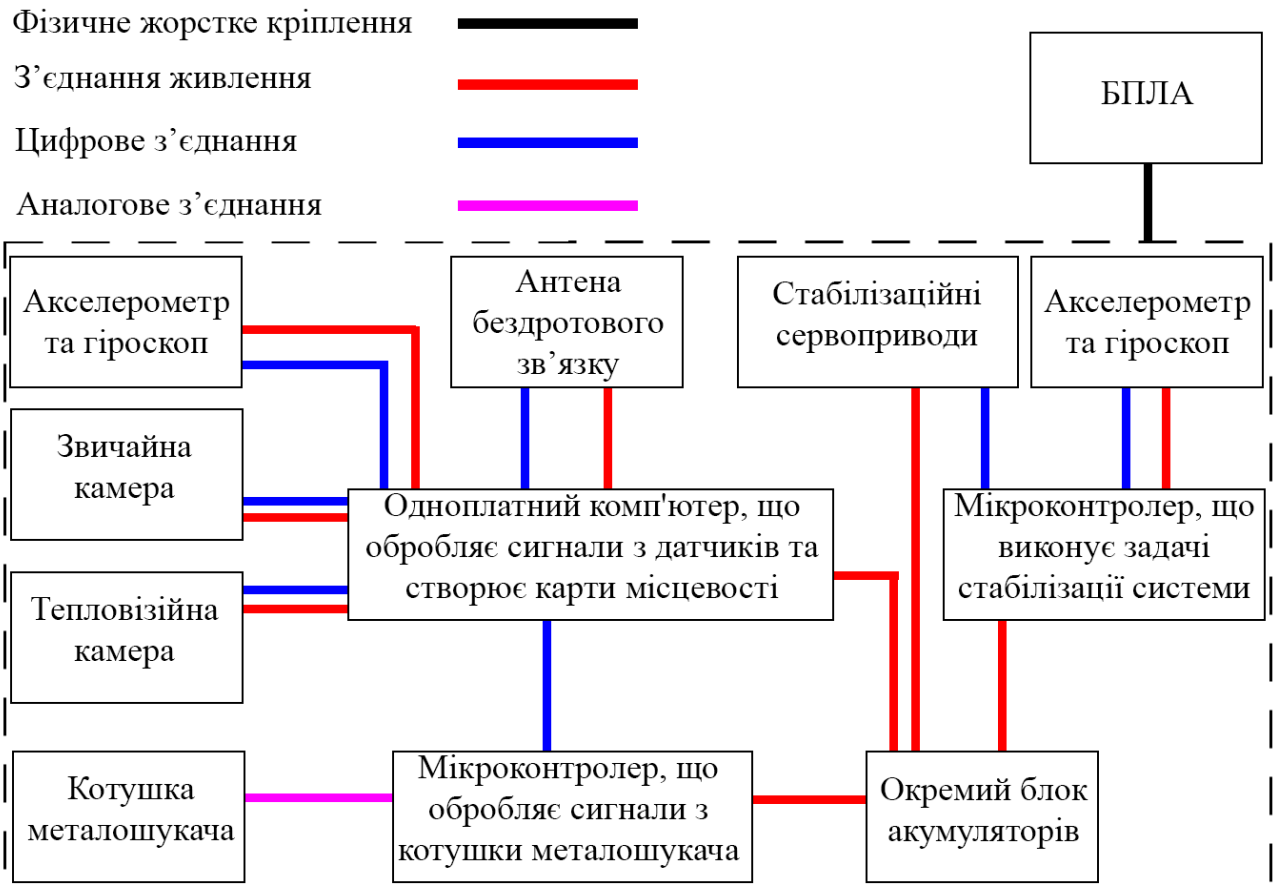 Фізичне жорстке кріплення
З’єднання живлення
Цифрове з’єднання
Аналогове з’єднання
БПЛА
Акселерометр
та гіроскоп
Антена
бездротового
зв’язку
Стабілізаційні
сервоприводи
Акселерометр
та гіроскоп
Звичайна
камера
Одноплатний комп'ютер, що
обробляє сигнали з датчиків та
створює карти місцевості
Мікроконтролер, що
виконує задачі
стабілізації системи
Тепловізійна
камера
Котушка
металошукача
Мікроконтролер, що
обробляє сигнали з
котушки металошукача
Окремий блок
акумуляторів